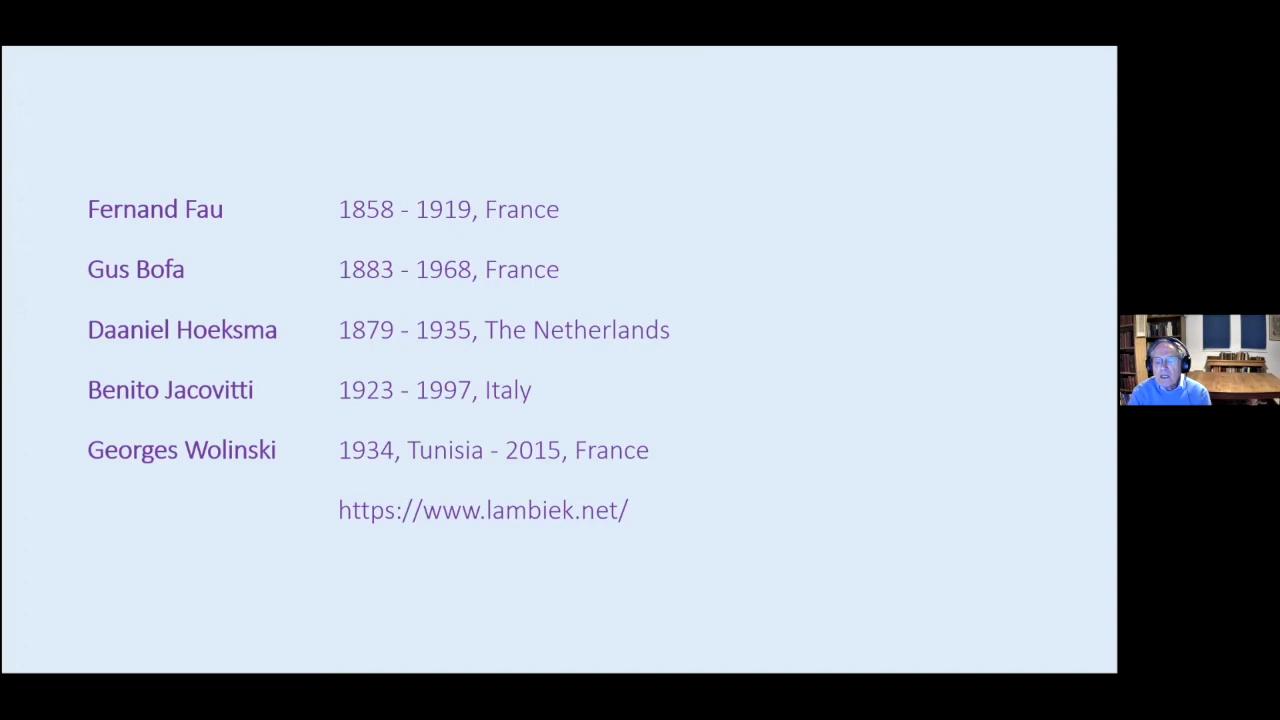 Fernand Fau 1858 - 1919, France
Gus Bofa 1883 - 1968, France
Daaniel Hoeksma 1879 - 1935, The Netherlands
Benito Jacovitti 1923 - 1997, Italy
Georges Wolinski 1934, Tunisia - 2015, France
https://www.lambiek.net/